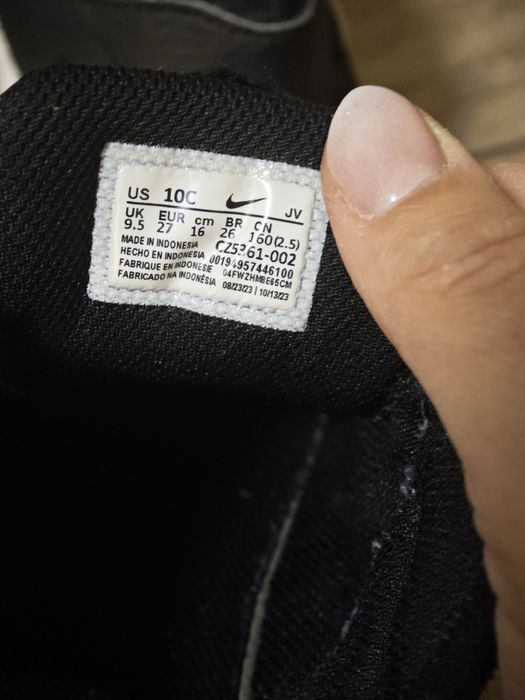 US 10C JV
UK EUR cm BR CN
9.5 27 16 26 160(2.5)
MADE IN INDONESIA CZ5361-002
HECHO EN INDONESIA 00194957446100
FABRIQUE EN INDONESIE 04FWZHM8E65CM
FABRICADO NA INDONÉSIA 08/23/23 | 10/13/23